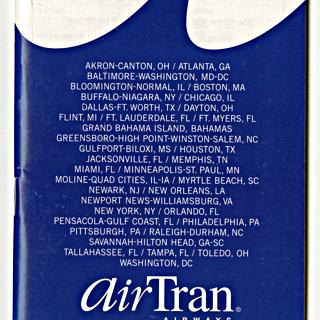 AKRON-CANTON, OH / ATLANTA, GA
BALTIMORE-WASHINGTON, MD-DC
BLOOMINGTON-NORMAL, IL / BOSTON, MA
BUFFALO-NIAGARA, NY / CHICAGO, IL
DALLAS-FT. WORTH, TX / DAYTON, OH
FLINT, MI / FT. LAUDERDALE, FL / FT. MYERS, FL
GRAND BAHAMA ISLAND, BAHAMAS
GREENSBORO-HIGH POINT-WINSTON-SALEM, NC
GULFPORT-BILOXI, MS / HOUSTON, TX
JACKSONVILLE, FL / MEMPHIS, TN
MIAMI, FL / MINNEAPOLIS-ST. PAUL, MN
MOLINE-QUAD CITIES, IL-IA / MYRTLE BEACH, SC
NEWARK, NJ / NEW ORLEANS, LA
NEWPORT NEWS-WILLIAMSBURG, VA
NEW YORK, NY / ORLANDO, FL
PENSACOLA-GULF COAST, FL / PHILADELPHIA, PA
PITTSBURGH, PA / RALEIGH-DURHAM, NC
SAVANNAH-HILTON HEAD, GA-SC
TALLAHASSEE, FL / TAMPA, FL / TOLEDO, OH
WASHINGTON, DC
airTran®
AIRWAYS